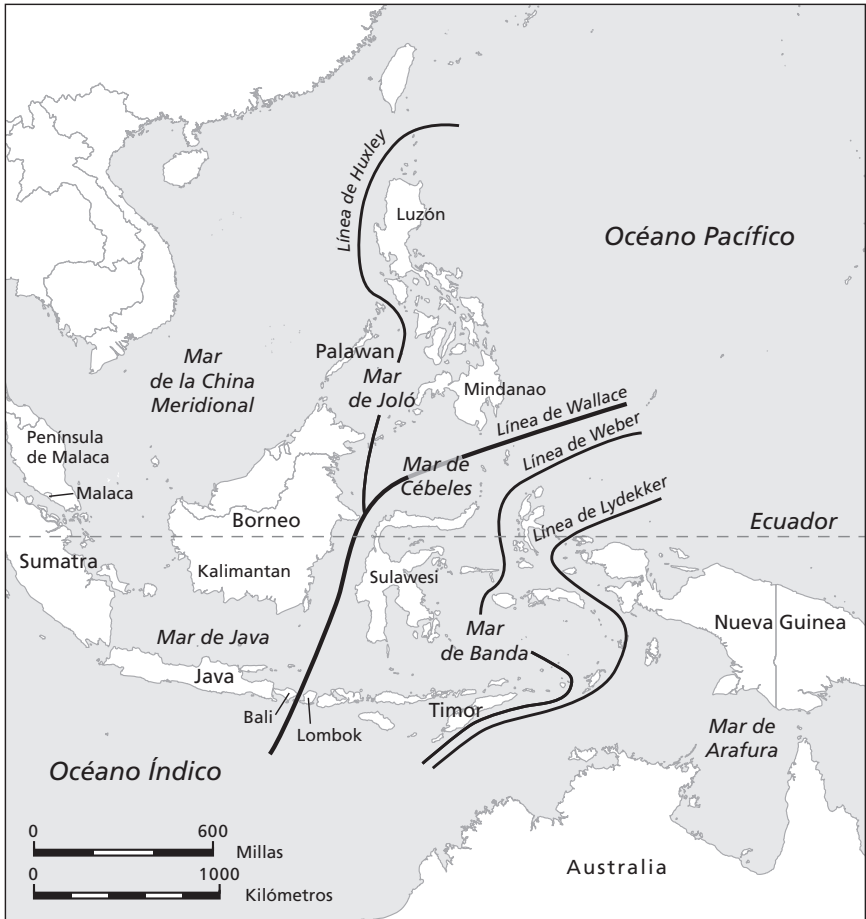 Línea de Huxley
Luzón
Océano Pacífico
Palawan
Mar
de la China
Meridional
Mar
de Joló
Mindanao
Línea de Wallace
Línea de Weber
Península
de Malaca
Mar de
Cébeles
Malaca
Línea de Lydekker
Borneo
Ecuador
Sumatra
Kalimantan
Sulawesi
Nueva Guinea
Mar de Java
Mar
de Banda
Java
Timor
Bali
Lombok
Mar de
Arafura
Océano Índico
0 600
Millas
0 1000
Kilómetros
Australia